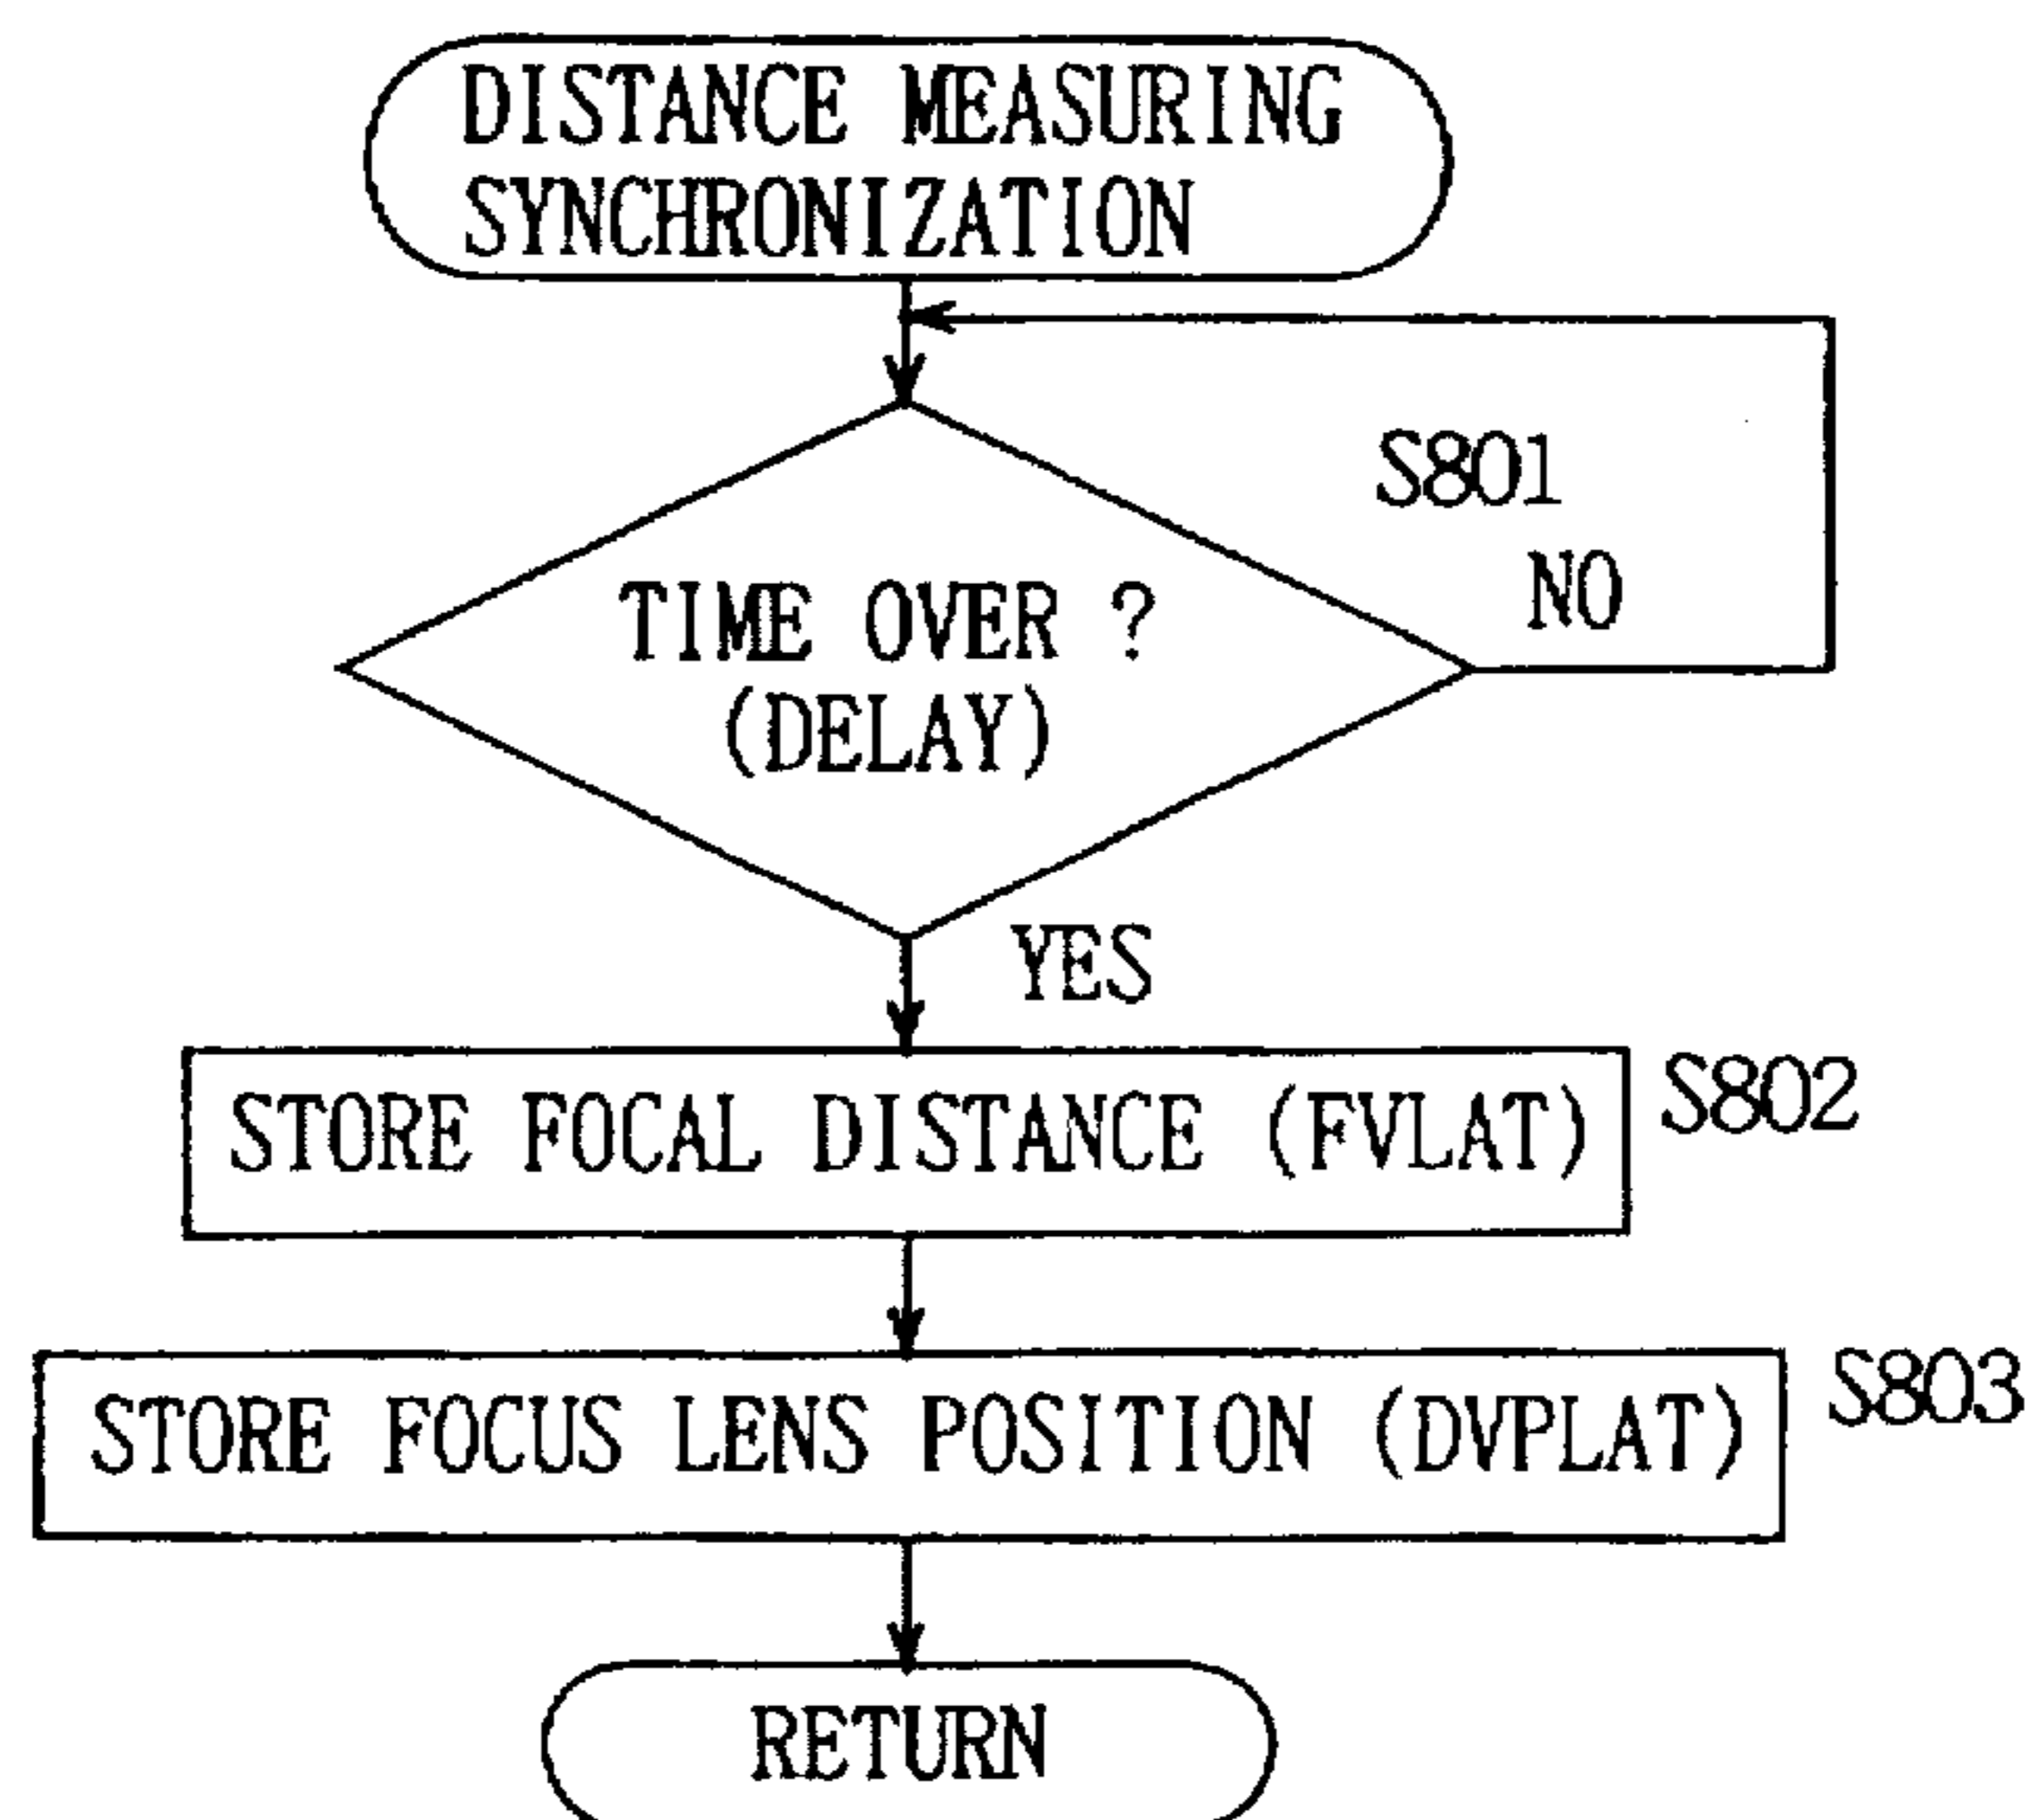 DISTANCE MEASURING
SYNCHRONIZATION
S801
NO
TIME OVER ?
(DELAY)
YES
STORE FOCAL DISTANCE (FVLAT)
S802
STORE FOCUS LENS POSITION (DVPLAT)
S803
RETURN